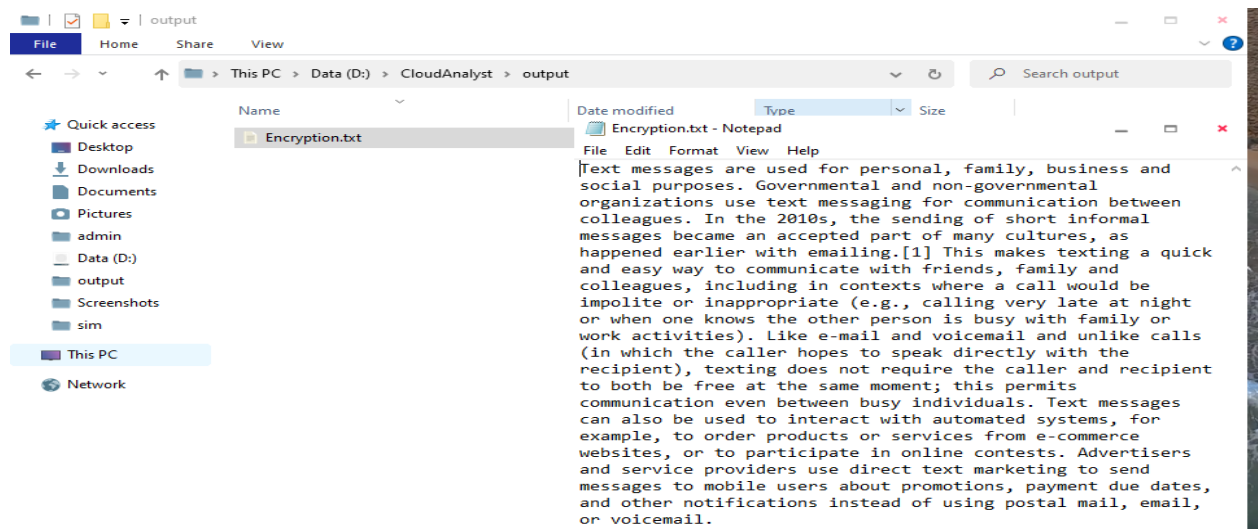 output
File Home Share View
This PC > Data (D:) > CloudAnalyst > output
Search output
Name Date modified Type Size
Quick access
Desktop
Downloads
Documents
Pictures
admin
Data (D:)
output
Screenshots
sim
This PC
Network
Encryption.txt
Encryption.txt - Notepad
File Edit Format View Help
Text messages are used for personal, family, business and
social purposes. Governmental and non-governmental
organizations use text messaging for communication between
colleagues. In the 2010s, the sending of short informal
messages became an accepted part of many cultures, as
happened earlier with emailing.[1] This makes texting a quick
and easy way to communicate with friends, family and
colleagues, including in contexts where a call would be
impolite or inappropriate (e.g., calling very late at night
or when one knows the other person is busy with family or
work activities). Like e-mail and voicemail and unlike calls
(in which the caller hopes to speak directly with the
recipient), texting does not require the caller and recipient
to both be free at the same moment; this permits
communication even between busy individuals. Text messages
can also be used to interact with automated systems, for
example, to order products or services from e-commerce
websites, or to participate in online contests. Advertisers
and service providers use direct text marketing to send
messages to mobile users about promotions, payment due dates,
and other notifications instead of using postal mail, email,
or voicemail.